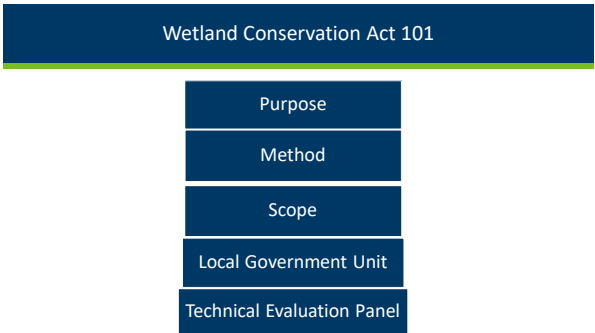 Wetland Conservation Act 101
Purpose
Method
Scope
Local Government Unit
Technical Evaluation Panel